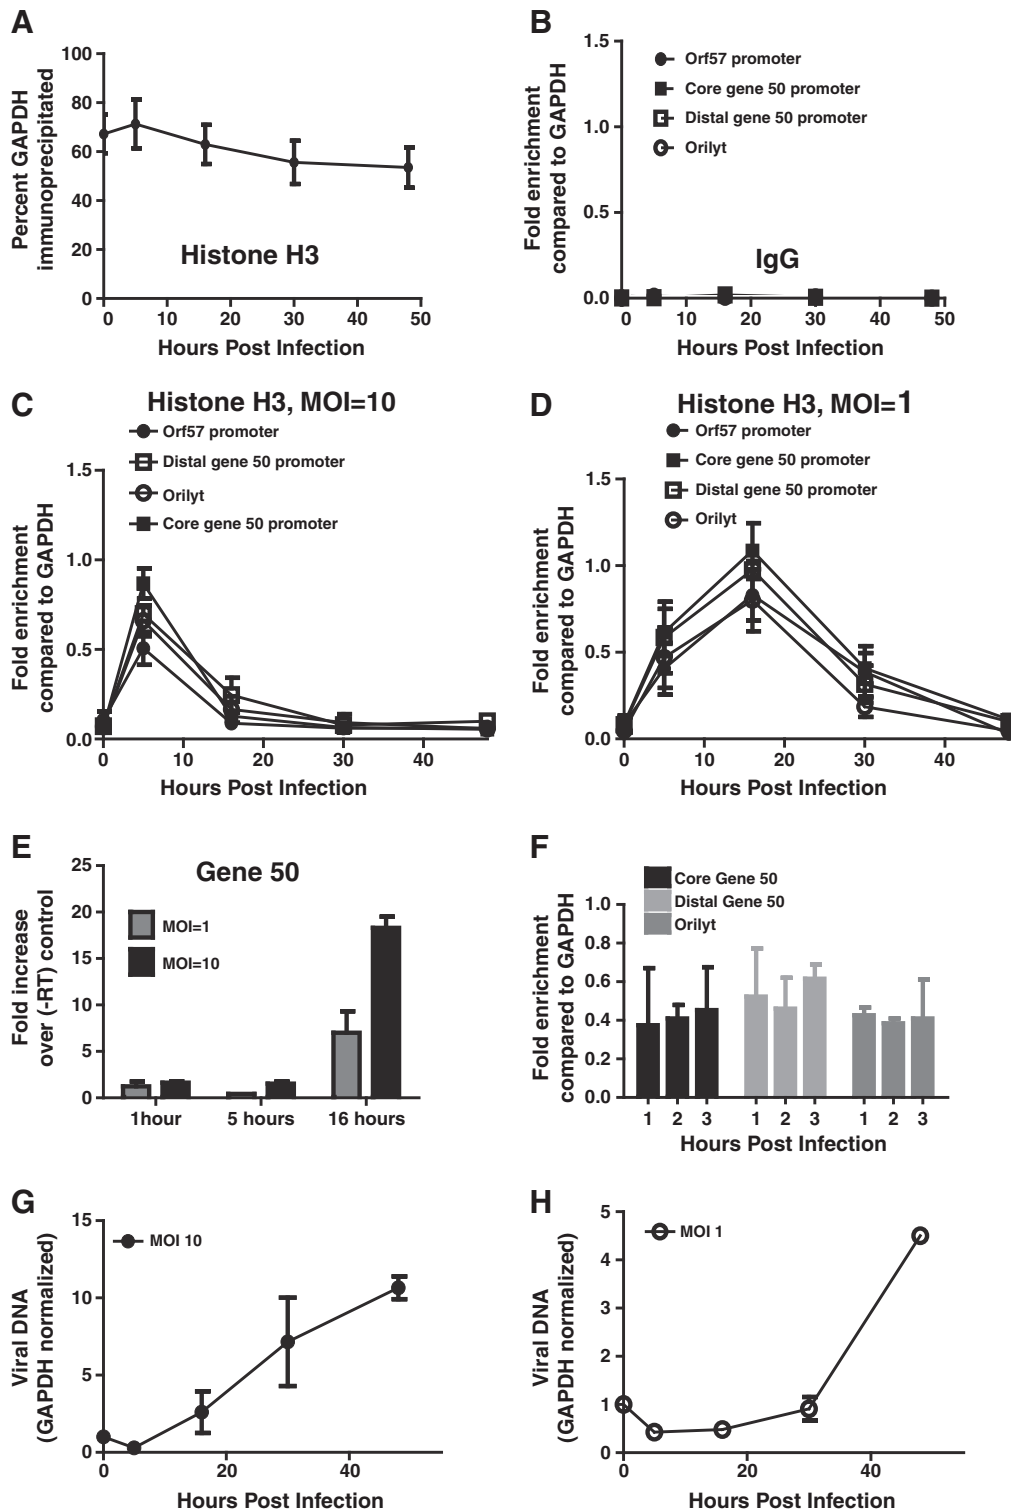 A
100
80
60
40
20
0
Percent GAPDH
immunoprecipitated
Histone H3
0 10 20 30 40 50
Hours Post Infection
B
1.5
1.0
0.5
0.0
Fold enrichment
compared to GAPDH
Orf57 promoter
Core gene 50 promoter
Distal gene 50 promoter
Orilyt
IgG
0 10 20 30 40 50
Hours Post Infection
C
Histone H3, MOI=10
Orf57 promoter
Distal gene 50 promoter
Orilyt
Core gene 50 promoter
1.5
1.0
0.5
0.0
Fold enrichment
compared to GAPDH
0 10 20 30 40
Hours Post Infection
D
Histone H3, MOI=1
Orf57 promoter
Core gene 50 promoter
Distal gene 50 promoter
Orilyt
1.5
1.0
0.5
0.0
Fold enrichment
compared to GAPDH
0 10 20 30 40
Hours Post Infection
E
Gene 50
25
20
15
10
5
0
Fold increase
over (-RT) control
MOI=1
MOI=10
1hour 5 hours 16 hours
F
Core Gene 50
Distal Gene 50
Orilyt
1.0
0.8
0.6
0.4
0.2
0.0
Fold enrichment
compared to GAPDH
1 2 3 1 2 3 1 2 3
Hours Post Infection
G
15
10
5
0
Viral DNA
(GAPDH normalized)
MOI 10
0 20 40
Hours Post Infection
H
5
4
3
2
1
0
Viral DNA
(GAPDH normalized)
MOI 1
0 20 40
Hours Post Infection